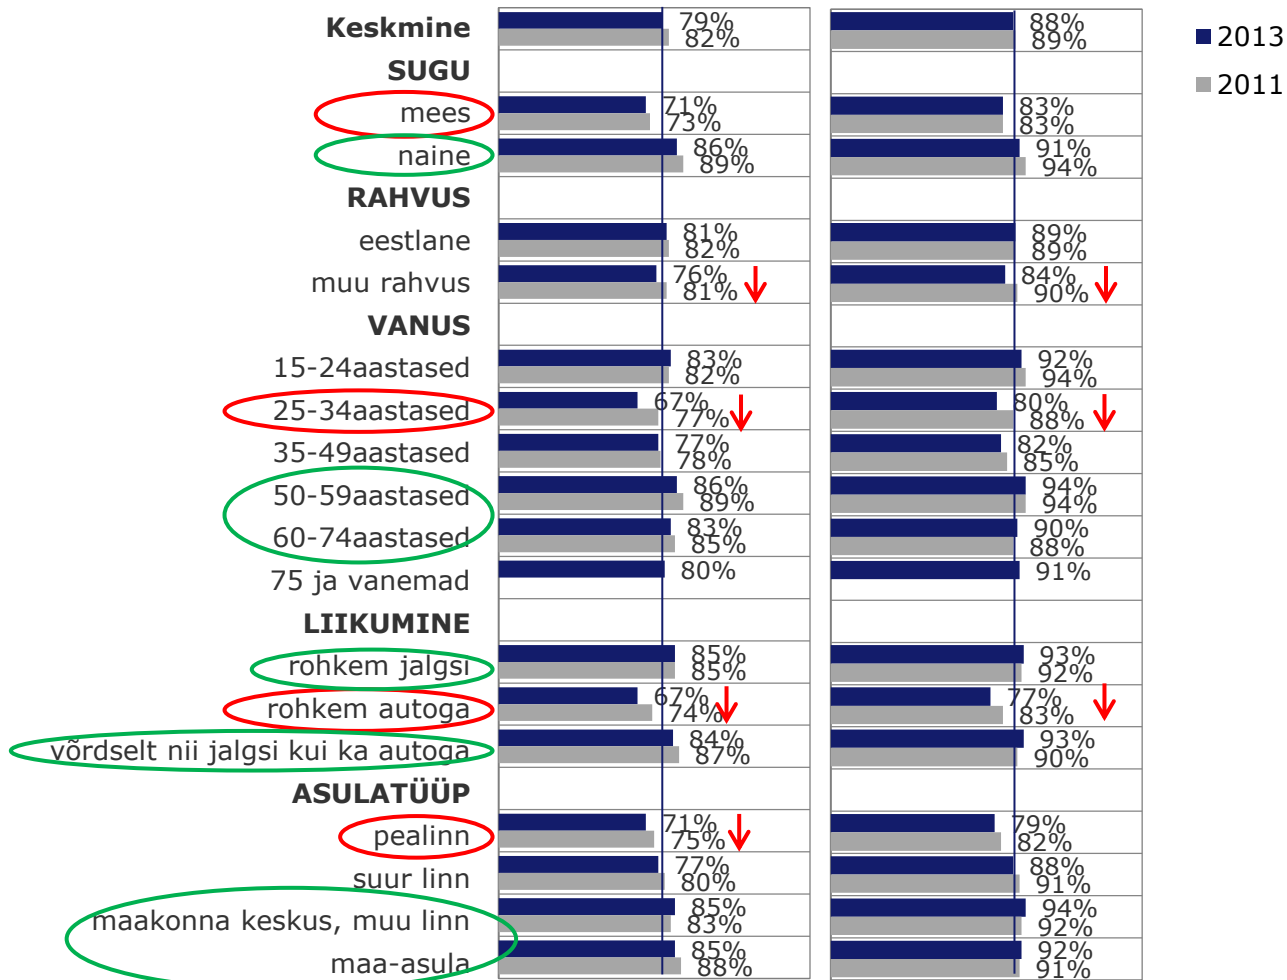 Keskmine 79% 88%
82% 89%
2013
2011
SUGU
mees 71% 83%
73% 83%
naine 86% 91%
89% 94%
RAHVUS
eestlane 81% 89%
82% 89%
muu rahvus 76% 84%
81% 90%
VANUS
15-24aastased 83% 92%
82% 94%
25-34aastased 67% 80%
77% 88%
35-49aastased 77% 82%
78% 85%
50-59aastased 86% 94%
89% 94%
60-74aastased 83% 90%
85% 88%
75 ja vanemad 80% 91%
LIIKUMINE
rohkem jalgsi 85% 93%
85% 92%
rohkem autoga 67% 77%
74% 83%
võrdselt nii jalgsi kui ka autoga 84% 93%
87% 90%
ASULATÜÜP
pealinn 71% 79%
75% 82%
suur linn 77% 88%
80% 91%
maakonna keskus, muu linn 85% 94%
83% 92%
maa-asula 85% 92%
88% 91%